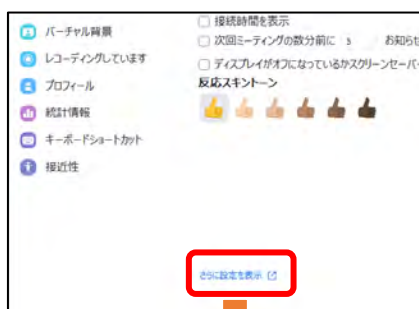 バーチャル背景
レコーディングしています
プロフィール
統計情報
キーボードショートカット
接近性
接続時間を表示
次回ミーティングの数分前に 5 お知らせ
ディスプレイがオフになっているかスクリーンセーバー
反応スキントーン
さらに設定を表示